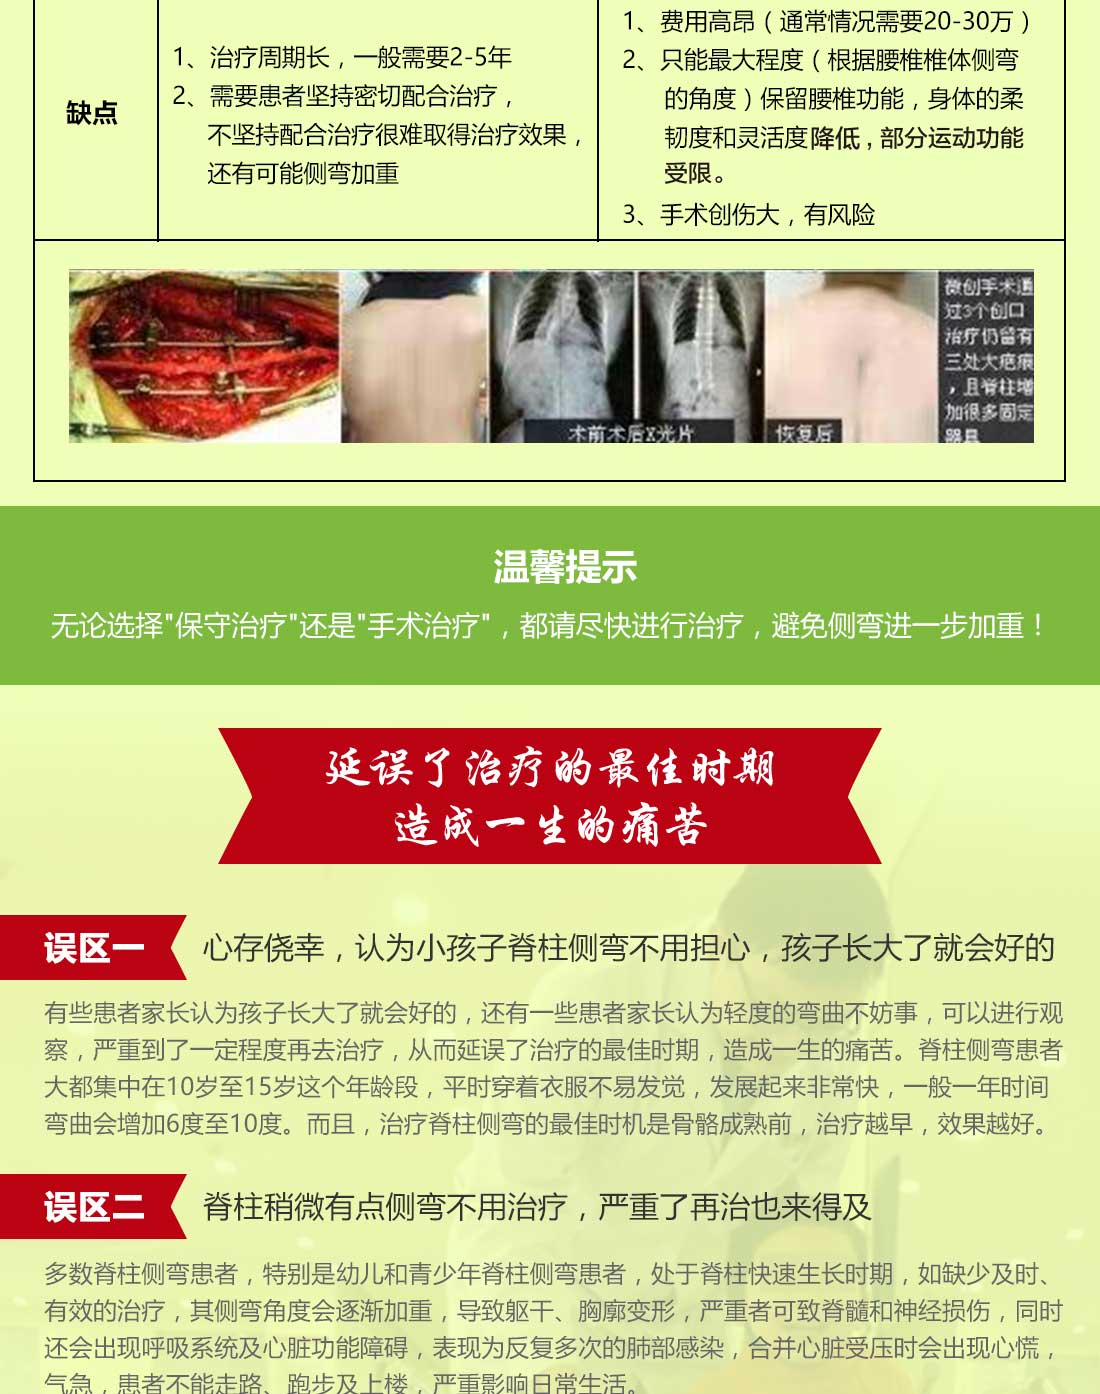 缺点
1、治疗周期长，一般需要2-5年
2、需要患者坚持密切配合治疗，
不坚持配合治疗很难取得治疗效果，
还有可能侧弯加重
1、费用高昂（通常情况需要20-30万）
2、只能最大程度（根据腰椎椎体侧弯
的角度）保留腰椎功能，身体的柔
韧度和灵活度降低，部分运动功能
受限。
3、手术创伤大，有风险
术前术后X光片
恢复后
微创手术通
过3个创口
治疗仍留有
三处大疤痕
，且脊柱增
加很多固定
器具
温馨提示
无论选择"保守治疗"还是"手术治疗"，都请尽快进行治疗，避免侧弯进一步加重！
延误了治疗的最佳时期
造成一生的痛苦
误区一
心存侥幸，认为小孩子脊柱侧弯不用担心，孩子长大了就会好的
有些患者家长认为孩子长大了就会好的，还有一些患者家长认为轻度的弯曲不妨事，可以进行观
察，严重到了一定程度再去治疗，从而延误了治疗的最佳时期，造成一生的痛苦。脊柱侧弯患者
大都集中在10岁至15岁这个年龄段，平时穿着衣服不易发觉，发展起来非常快，一般一年时间
弯曲会增加6度至10度。而且，治疗脊柱侧弯的最佳时机是骨骼成熟前，治疗越早，效果越好。
误区二
脊柱稍微有点侧弯不用治疗，严重了再治也来得及
多数脊柱侧弯患者，特别是幼儿和青少年脊柱侧弯患者，处于脊柱快速生长时期，如缺少及时、
有效的治疗，其侧弯角度会逐渐加重，导致躯干、胸廓变形，严重者可致脊髓和神经损伤，同时
还会出现呼吸系统及心脏功能障碍，表现为反复多次的肺部感染，合并心脏受压时会出现心慌，
气急，患者不能走路、跑步及上楼，严重影响日常生活。